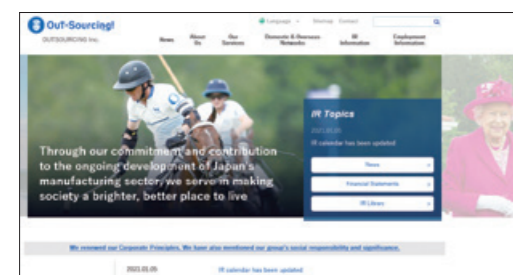 Out-Sourcing!
OUTSOURCING Inc.
Language
Sitemap Contact
News
About Us
Our Services
Domestic & Overseas Networks
IR Information
Employment Information
Through our commitment and contribution
to the ongoing development of Japan's
manufacturing sector, we serve in making
society a brighter, better place to live
IR Topics
2021.01.05
IR calendar has been updated
News
Financial Statements
IR Library
We renewed our Corporate Principles. We have also mentioned our group's social responsibility and significance.
2021.01.05 IR calendar has been updated